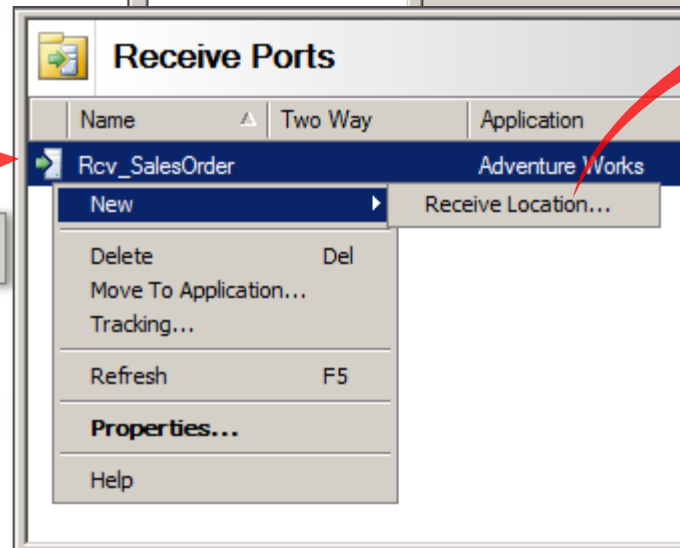 Receive Ports
Name Two Way Application
Rcv_SalesOrder Adventure Works
New Receive Location...
Delete Del
Move To Application...
Tracking...
Refresh F5
Properties...
Help